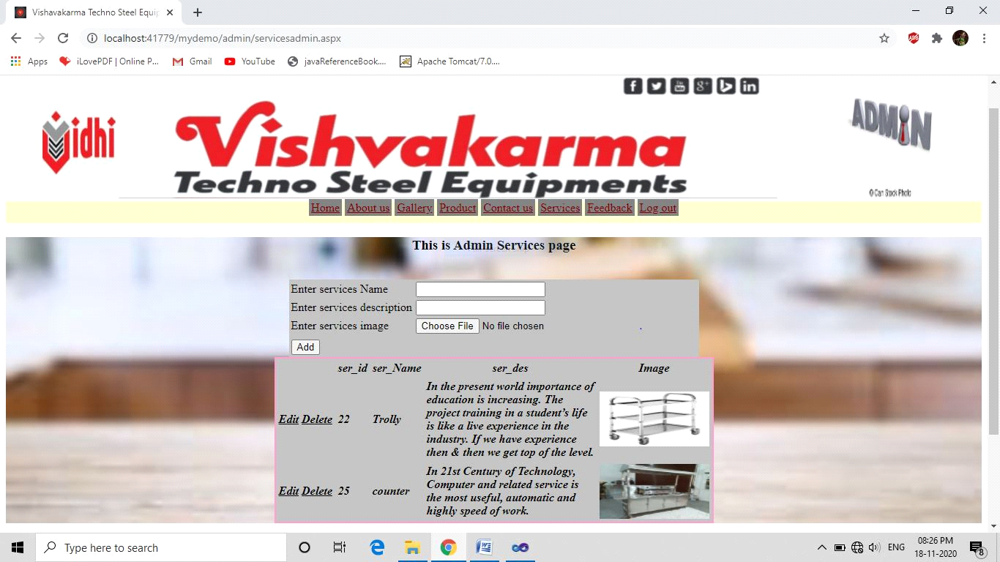 Vishavakarma Techno Steel Equip
localhost:41779/mydemo/admin/servicesadmin.aspx
ABP
Apps iLovePDF | Online P... Gmail YouTube javaReferenceBook.... Apache Tomcat/7.0....
idhi
Vishvakarma
Techno Steel Equipments
ADMIN
© Can Stock Photo
Home About us Gallery Product Contact us Services Feedback Log out
This is Admin Services page
Enter services Name
Enter services description
Enter services image Choose File No file chosen .
Add
ser_id ser_Name ser_des Image
Edit Delete 22 Trolly In the present world importance of
education is increasing. The
project training in a student’s life
is like a live experience in the
industry. If we have experience
then & then we get top of the level.
Edit Delete 25 counter In 21st Century of Technology,
Computer and related service is
the most useful, automatic and
highly speed of work.
Type here to search
ENG
08:26 PM
18-11-2020
8